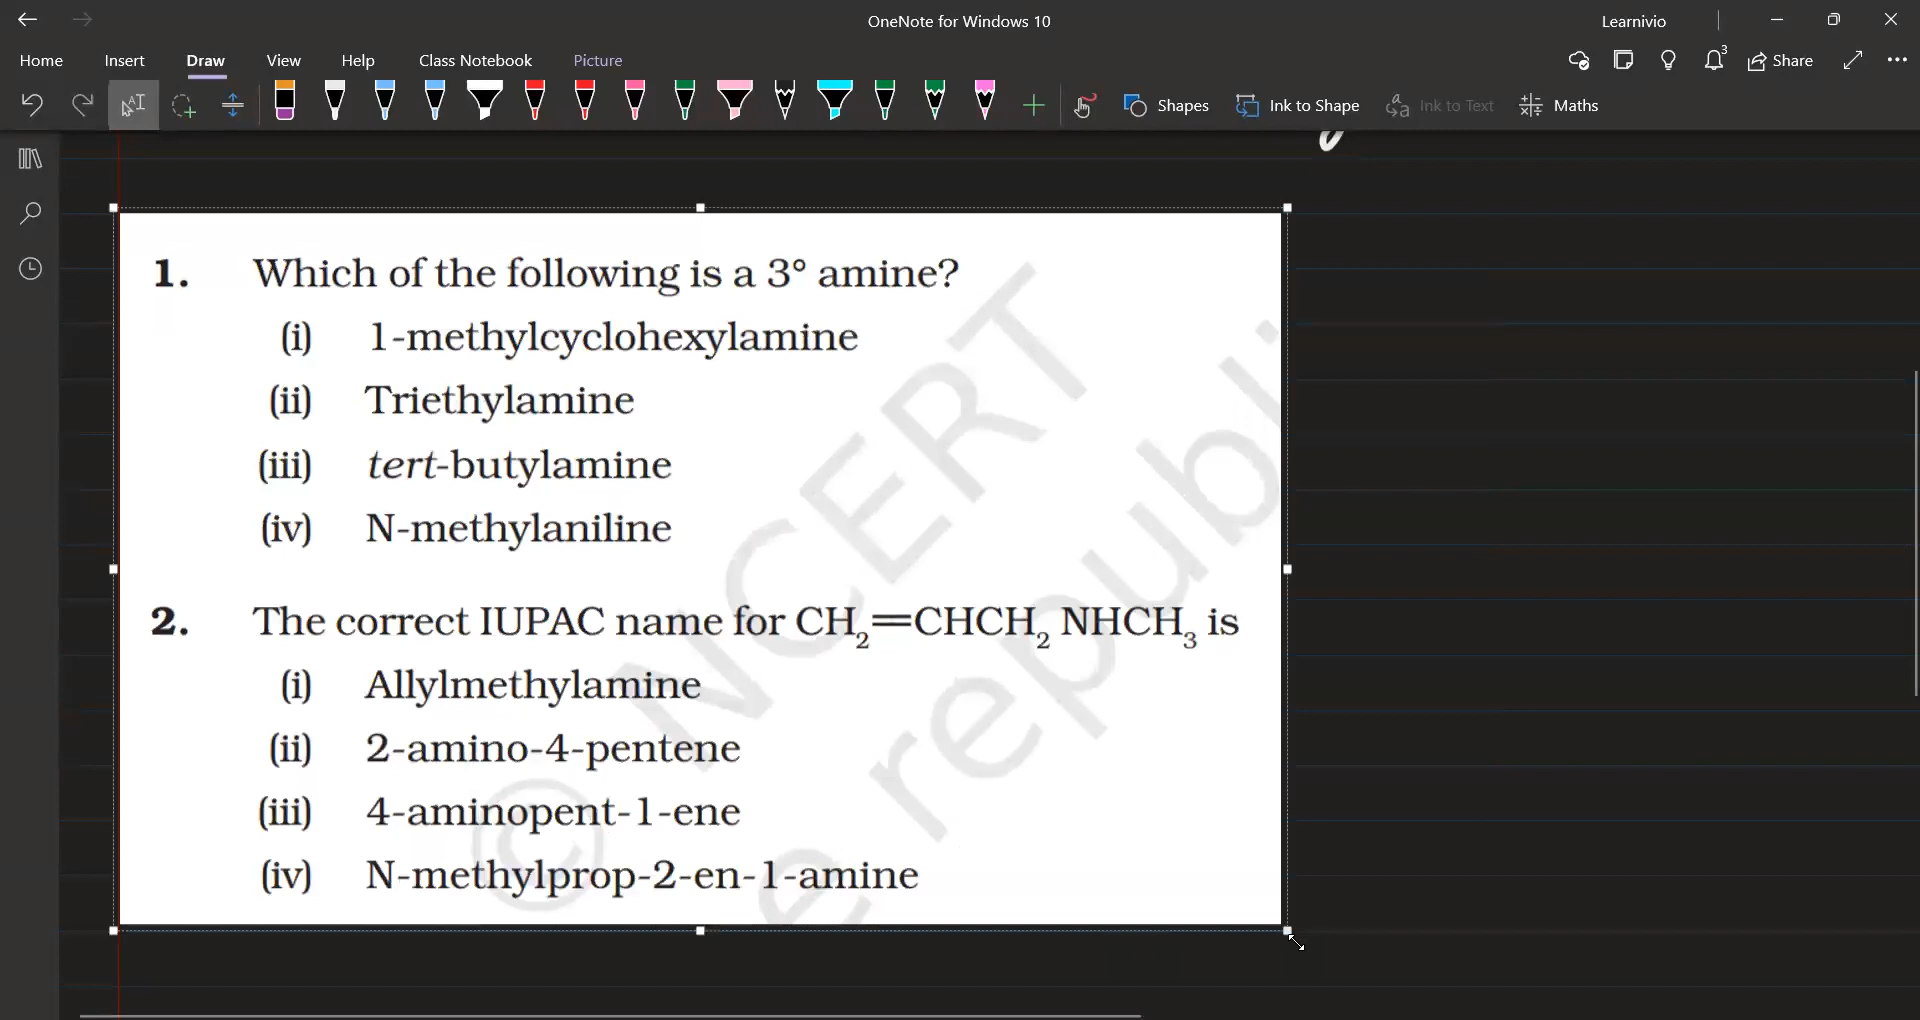 OneNote for Windows 10
Learnivio
Home Insert Draw View Help Class Notebook Picture
3
Share
Shapes Ink to Shape Ink to Text Maths
1. Which of the following is a 3° amine?
(i) 1-methylcyclohexylamine
(ii) Triethylamine
(iii) tert-butylamine
(iv) N-methylaniline
2. The correct IUPAC name for CH₂=CHCH₂ NHCH₃ is
(i) Allylmethylamine
(ii) 2-amino-4-pentene
(iii) 4-aminopent-1-ene
(iv) N-methylprop-2-en-1-amine
© NCERT
e republi